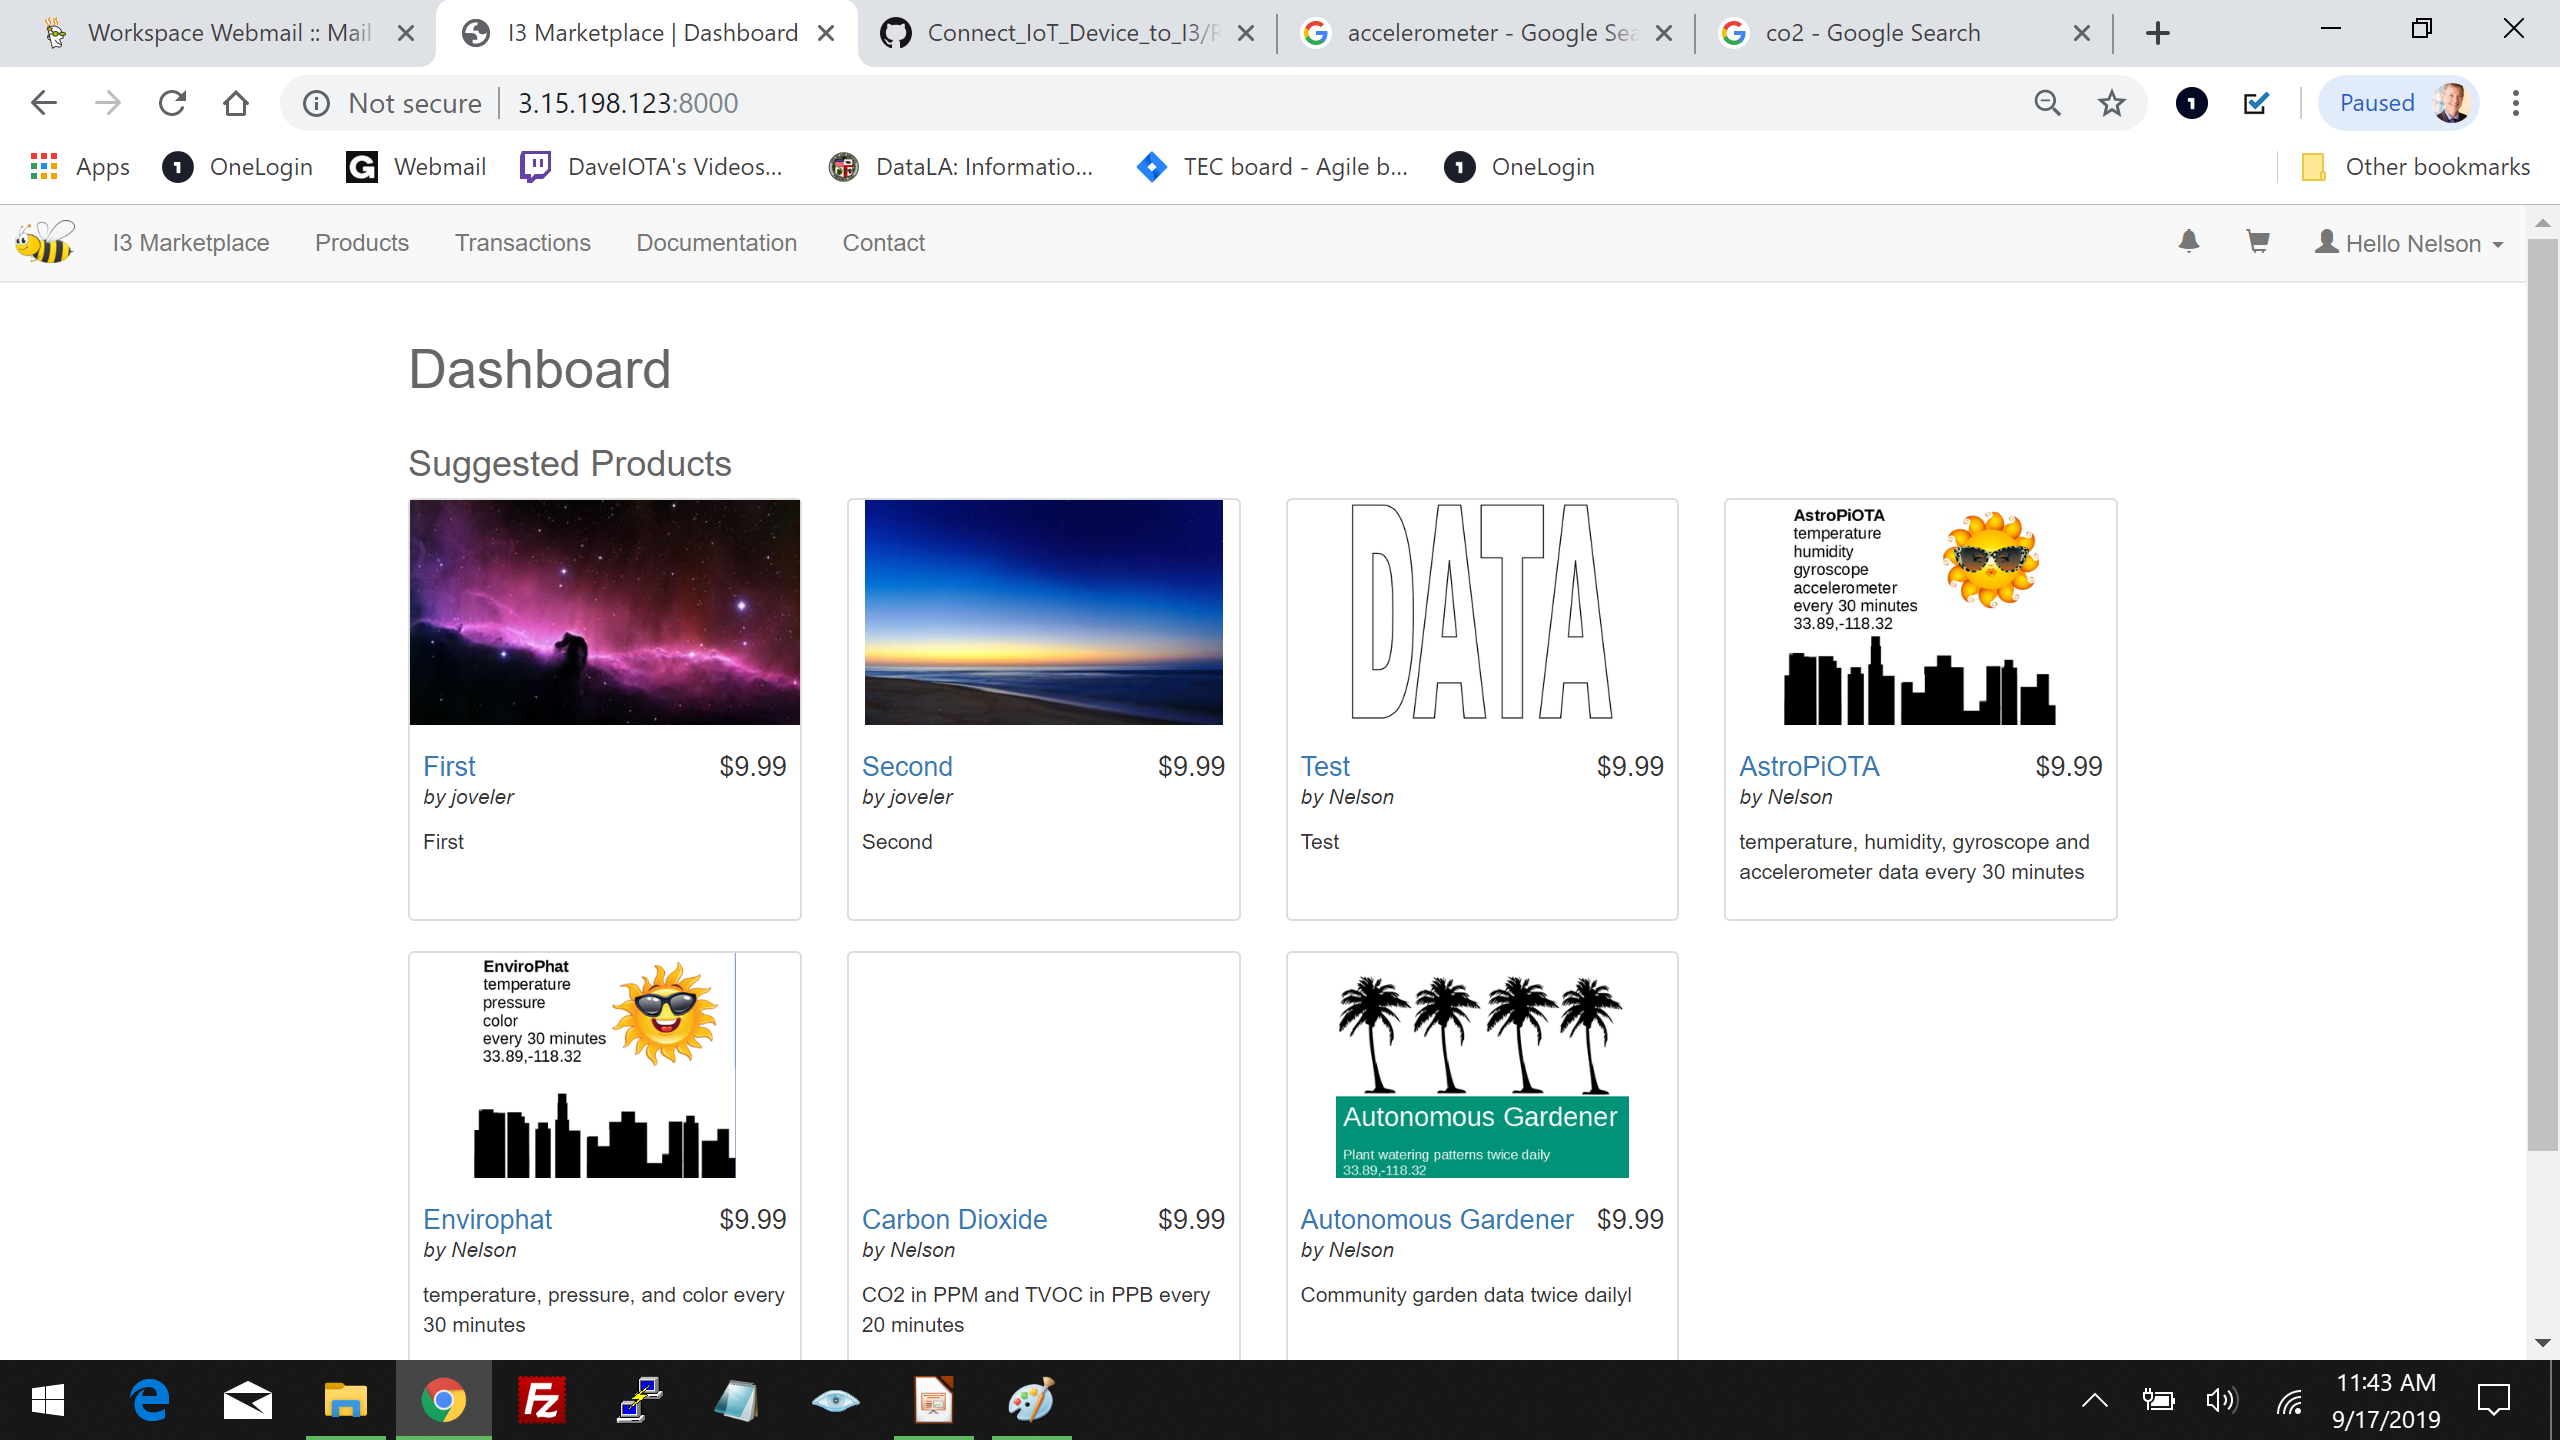 Workspace Webmail :: Mail
I3 Marketplace | Dashboard
Connect_IoT_Device_to_I3/R
accelerometer - Google Sea
co2 - Google Search
Not secure
3.15.198.123:8000
Paused
Apps
OneLogin
Webmail
DaveIOTA's Videos...
DataLA: Informatio...
TEC board - Agile b...
OneLogin
Other bookmarks
I3 Marketplace
Products
Transactions
Documentation
Contact
Hello Nelson
Dashboard
Suggested Products
First $9.99
by joveler
First
Second $9.99
by joveler
Second
DATA
Test $9.99
by Nelson
Test
AstroPiOTA
temperature
humidity
gyroscope
accelerometer
every 30 minutes
33.89,-118.32
AstroPiOTA $9.99
by Nelson
temperature, humidity, gyroscope and
accelerometer data every 30 minutes
EnviroPhat
temperature
pressure
color
every 30 minutes
33.89,-118.32
Envirophat $9.99
by Nelson
temperature, pressure, and color every
30 minutes
Carbon Dioxide $9.99
by Nelson
CO2 in PPM and TVOC in PPB every
20 minutes
Autonomous Gardener
Plant watering patterns twice daily
33.89,-118.32
Autonomous Gardener $9.99
by Nelson
Community garden data twice dailyl
11:43 AM
9/17/2019